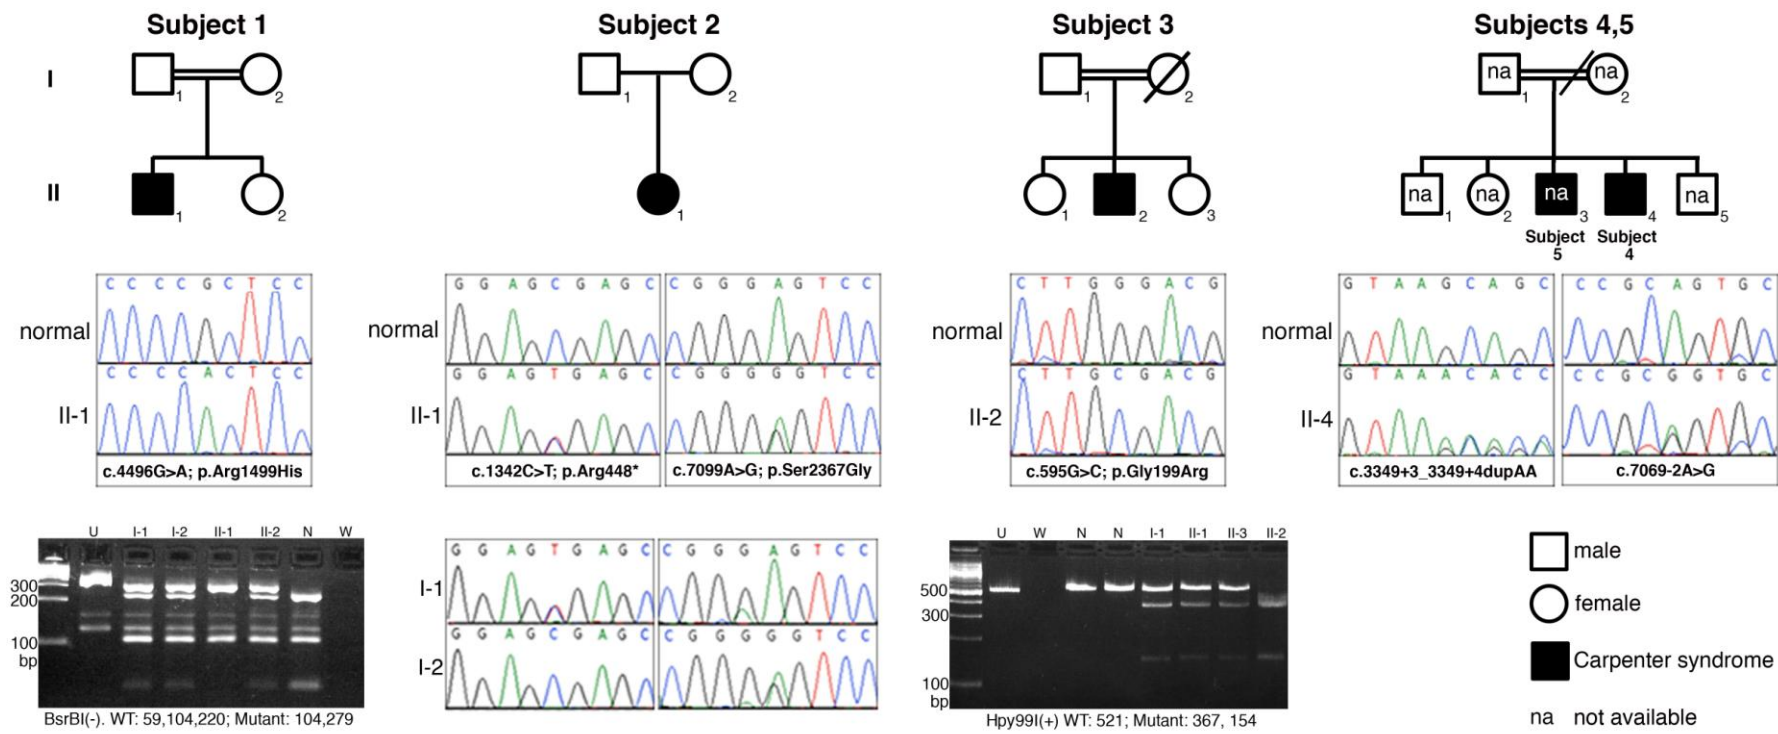 Subject 1
Subject 2
Subject 3
Subjects 4,5
I
1 2
1 2
1 2
na 1 na 2
II
1 2
1
1 2 3
na 1 na 2 na 3 4 na 5
Subject 5
Subject 4
normal
C C C C G C T C C
II-1
C C C C A C T C C
c.4496G>A; p.Arg1499His
normal
G G A G C G A G C
C G G G A G T C C
II-1
G G A G T G A G C
C G G G G G T C C
c.1342C>T; p.Arg448*
c.7099A>G; p.Ser2367Gly
normal
C T T G G G A C G
II-2
C T T G C G A C G
c.595G>C; p.Gly199Arg
normal
G T A A G C A G C
C C G C A G T G C
II-4
G T A A A C A C C
C C G C G G T G C
c.3349+3_3349+4dupAA
c.7069-2A>G
U I-1 I-2 II-1 II-2 N W
300
200
100
bp
BsrBI(-). WT: 59,104,220; Mutant: 104,279
I-1
G G A G T G A G C
C G G G A G T C C
I-2
G G A G C G A G C
C G G G G G T C C
U W N N I-1 II-1 II-3 II-2
500
300
100
bp
Hpy99I(+) WT: 521; Mutant: 367, 154
male
female
Carpenter syndrome
na not available